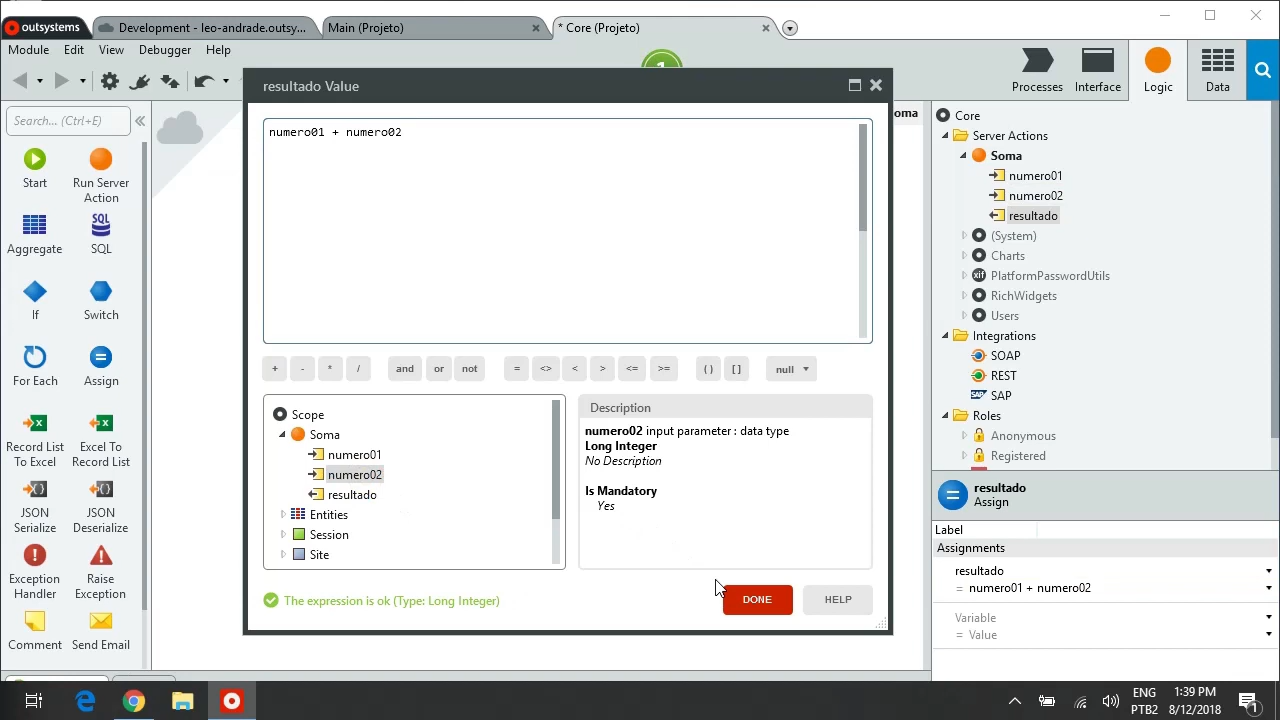 outsystems
Development - leo-andrade.outsy...
Main (Projeto)
* Core (Projeto)
Module Edit View Debugger Help
1
Processes
Interface
Logic
Data
Search... (Ctrl+E)
Start
Run Server Action
Aggregate
SQL
If
Switch
For Each
Assign
Record List To Excel
Excel To Record List
JSON Serialize
JSON Deserialize
Exception Handler
Raise Exception
Comment
Send Email
resultado Value
numero01 + numero02
+ - * / and or not = <> < > <= >= ( ) [ ] null
Scope
Soma
numero01
numero02
resultado
Entities
Session
Site
Description
numero02 input parameter : data type
Long Integer
No Description
Is Mandatory
Yes
The expression is ok (Type: Long Integer)
DONE
HELP
oma
Core
Server Actions
Soma
numero01
numero02
resultado
(System)
Charts
xif PlatformPasswordUtils
RichWidgets
Users
Integrations
SOAP
REST
SAP SAP
Roles
Anonymous
Registered
resultado
Assign
Label
Assignments
resultado
= numero01 + numero02
Variable
= Value
ENG
PTB2
1:39 PM
8/12/2018
1